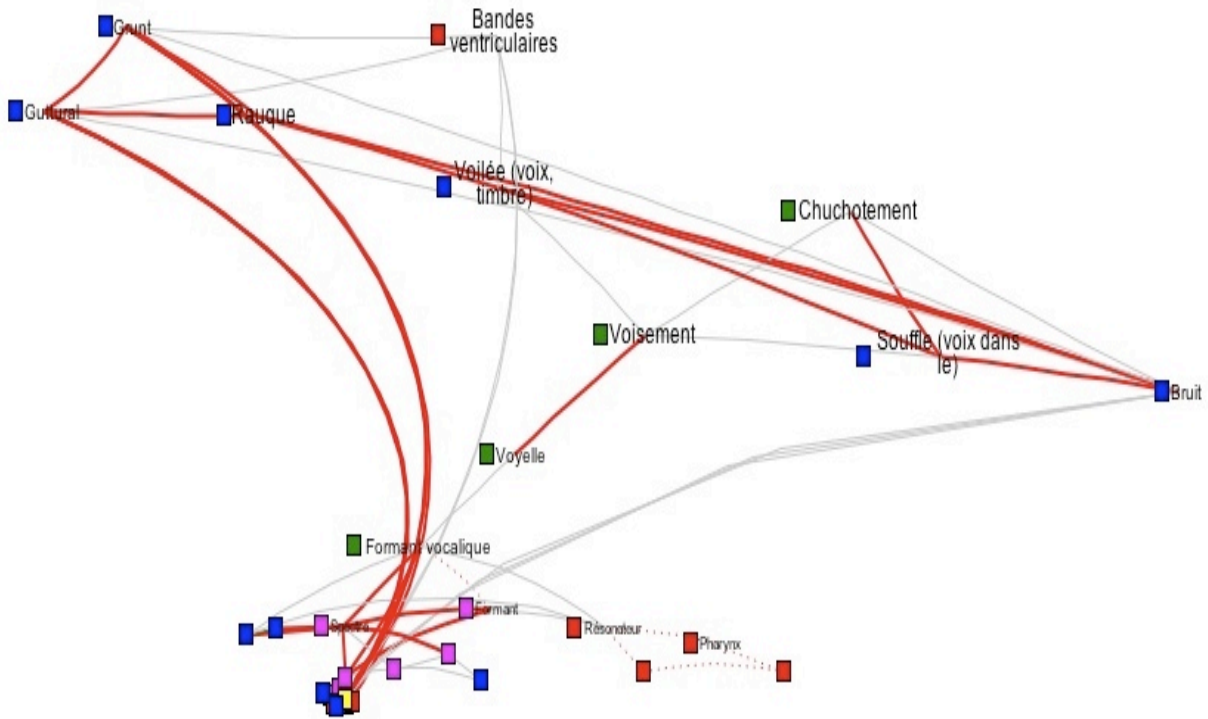 Grunt
Bandes
ventriculaires
Guttural
Rauque
Voilée (voix,
timbre)
Chuchotement
Voisement
Souffle (voix dans
le)
Bruit
Voyelle
Formant vocalique
Formant
Spectre
Résonateur
Pharynx